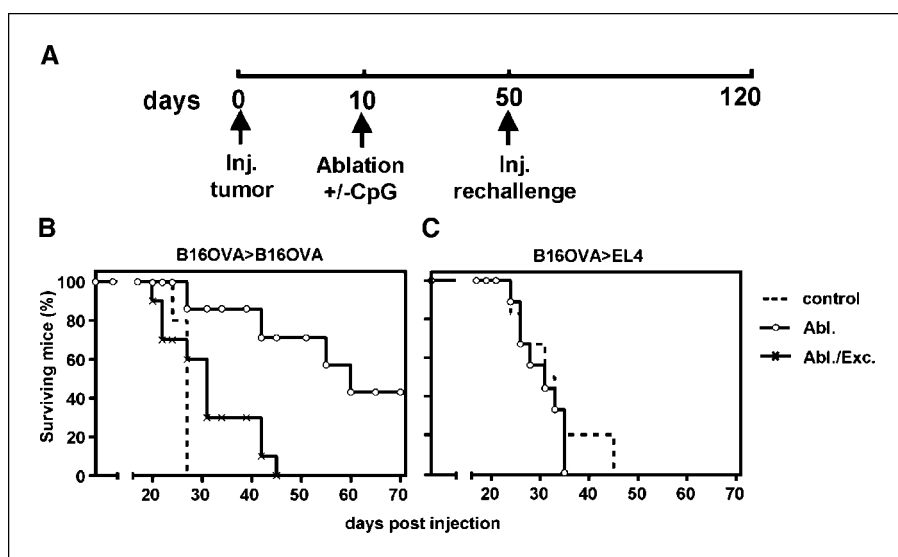 A
days 0 10 50 120
Inj. tumor
Ablation +/-CpG
Inj. rechallenge
B
B16OVA>B16OVA
C
B16OVA>EL4
Surviving mice (%)
100
80
60
40
20
0
20 30 40 50 60 70
20 30 40 50 60 70
days post injection
control
Abl.
Abl./Exc.